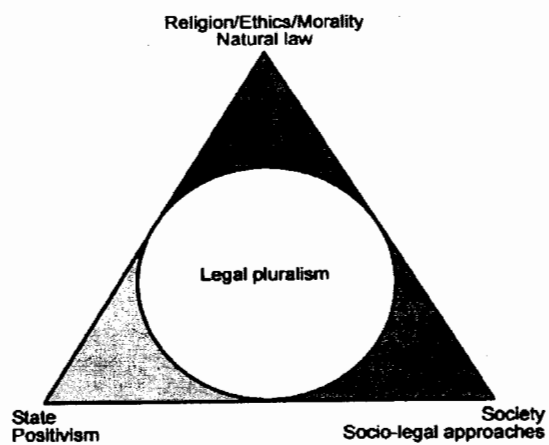 Religion/Ethics/Morality
Natural law
Legal pluralism
State
Positivism
Society
Socio-legal approaches